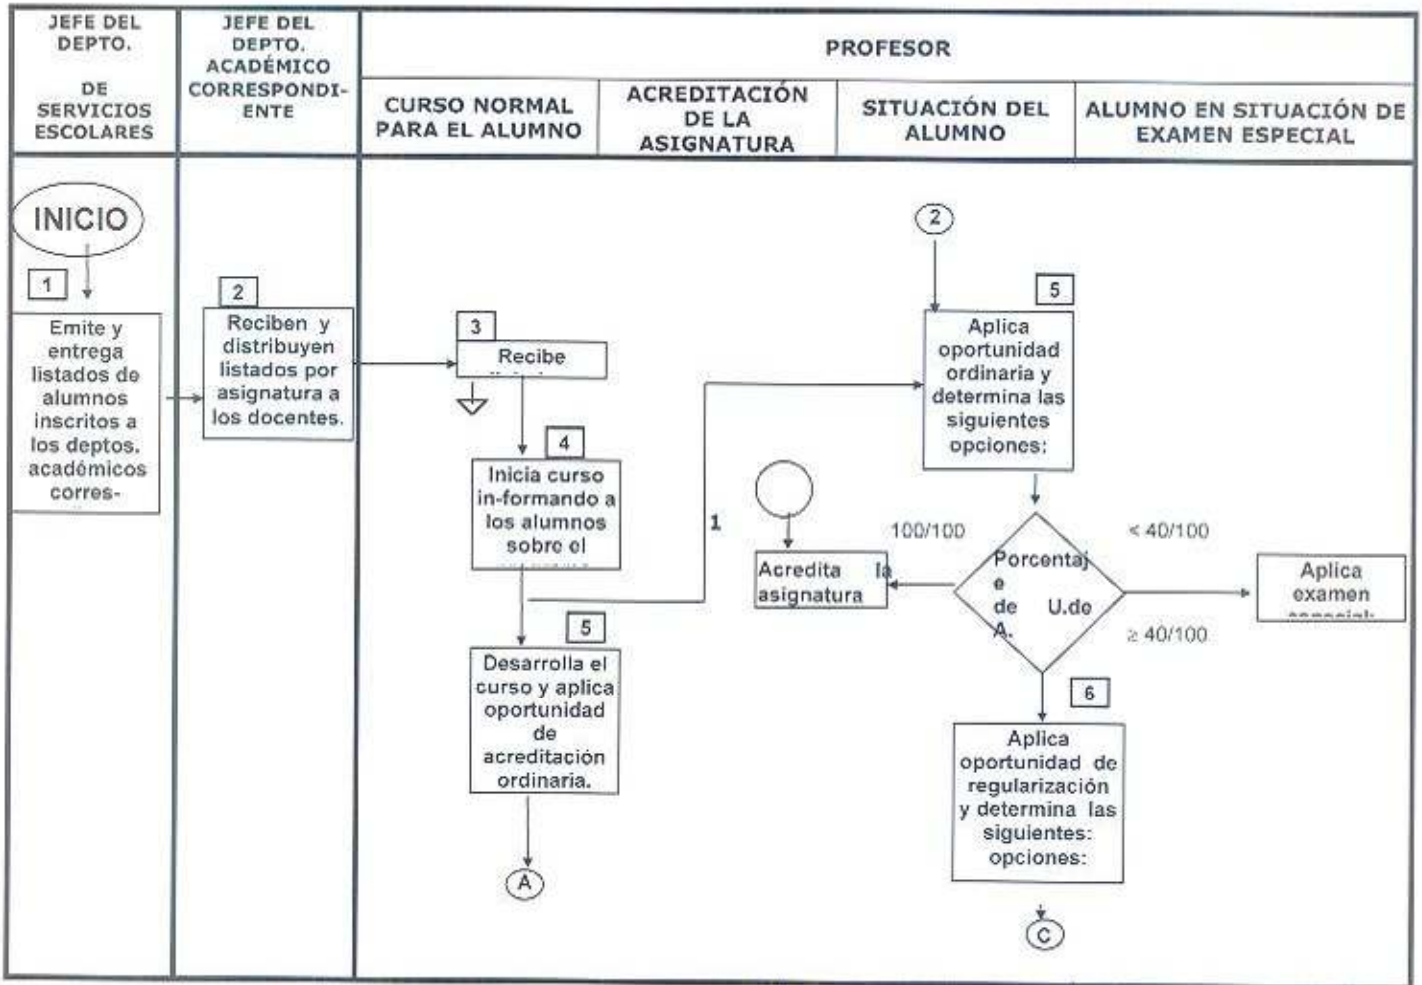 JEFE DEL
DEPTO.
DE
SERVICIOS
ESCOLARES
JEFE DEL
DEPTO.
ACADÉMICO
CORRESPONDI-
ENTE
PROFESOR
CURSO NORMAL
PARA EL ALUMNO
ACREDITACIÓN
DE LA
ASIGNATURA
SITUACIÓN DEL
ALUMNO
ALUMNO EN SITUACIÓN DE
EXAMEN ESPECIAL
INICIO
1
Emite y
entrega
listados de
alumnos
inscritos a
los deptos.
académicos
corres-
2
Reciben y
distribuyen
listados por
asignatura a
los docentes.
3
Recibe
4
Inicia curso
in-formando a
los alumnos
sobre el
5
Desarrolla el
curso y aplica
oportunidad
de
acreditación
ordinaria.
A
1
2
5
Aplica
oportunidad
ordinaria y
determina las
siguientes
opciones:
100/100
Acredita la
asignatura
Porcentaj
e
de U.de
A.
< 40/100
≥ 40/100
Aplica
examen
6
Aplica
oportunidad de
regularización
y determina las
siguientes:
opciones:
C